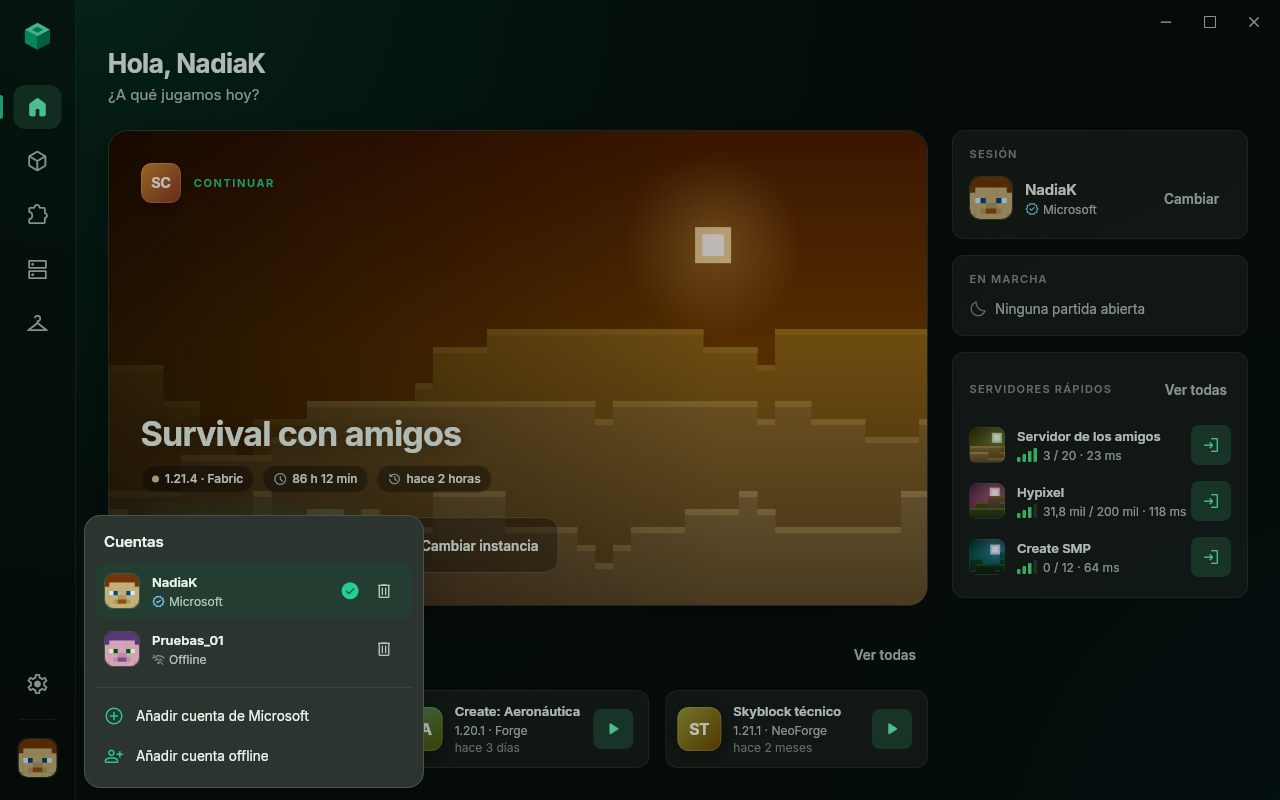 Hola, NadiaK
¿A qué jugamos hoy?
SC
CONTINUAR
Survival con amigos
1.21.4 · Fabric
86 h 12 min
hace 2 horas
Cambiar instancia
SESIÓN
NadiaK
Microsoft
Cambiar
EN MARCHA
Ninguna partida abierta
SERVIDORES RÁPIDOS
Ver todas
Servidor de los amigos
3 / 20 · 23 ms
Hypixel
31,8 mil / 200 mil · 118 ms
Create SMP
0 / 12 · 64 ms
Cuentas
NadiaK
Microsoft
Pruebas_01
Offline
Añadir cuenta de Microsoft
Añadir cuenta offline
Ver todas
A
Create: Aeronáutica
1.20.1 · Forge
hace 3 días
ST
Skyblock técnico
1.21.1 · NeoForge
hace 2 meses